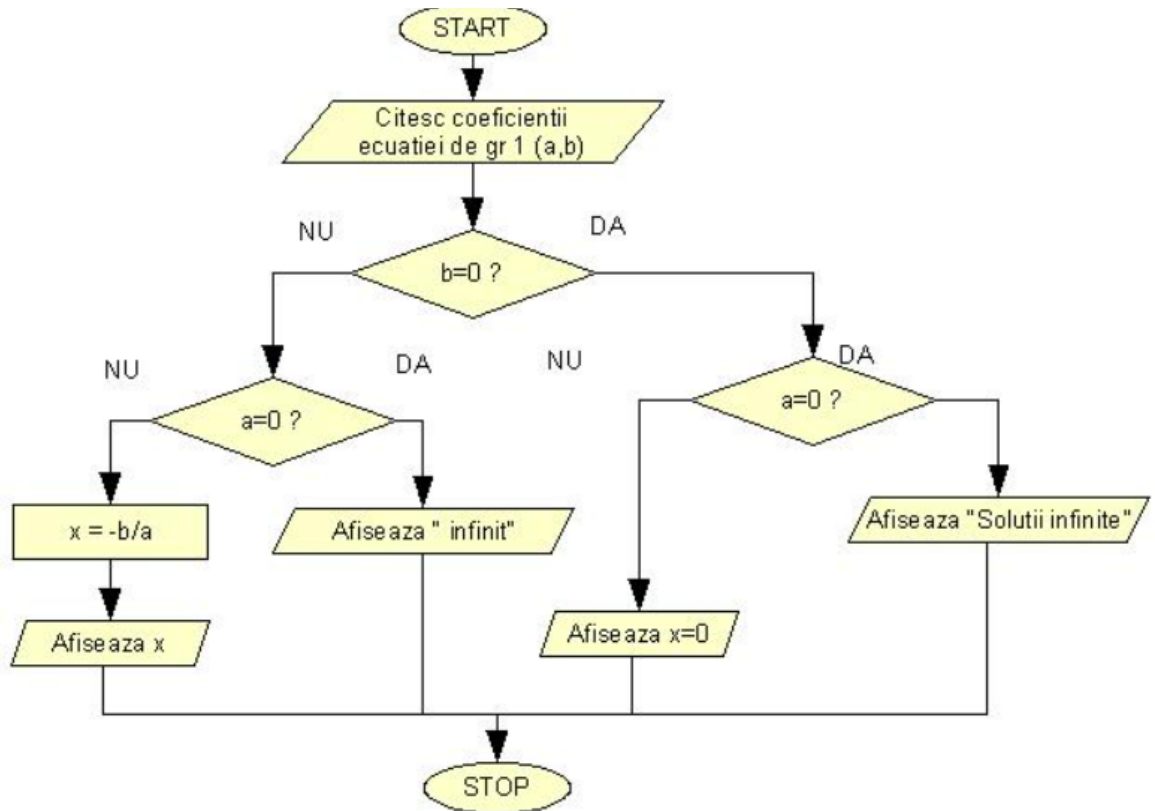 START
Citesc coeficientii
ecuatiei de gr 1 (a,b)
NU
DA
b=0 ?
NU
DA
NU
DA
a=0 ?
a=0 ?
x = -b/a
Afiseaza " infinit"
Afiseaza "Solutii infinite"
Afiseaza x
Afiseaza x=0
STOP